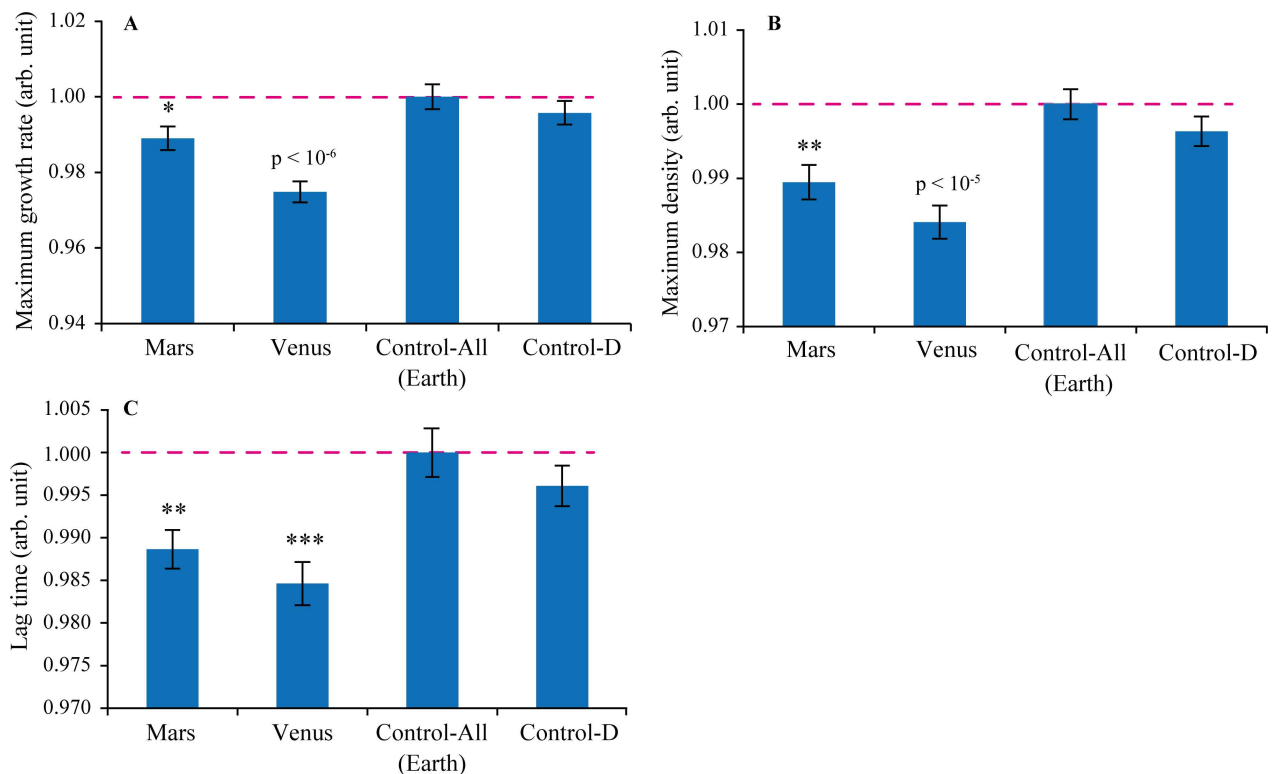 A
Maximum growth rate (arb. unit)
1.02
1.00
0.98
0.96
0.94
*
p < 10⁻⁶
Mars Venus Control-All Control-D
(Earth)
B
Maximum density (arb. unit)
1.01
1.00
0.99
0.98
0.97
**
p < 10⁻⁵
Mars Venus Control-All Control-D
(Earth)
C
Lag time (arb. unit)
1.005
1.000
0.995
0.990
0.985
0.980
0.975
0.970
**
***
Mars Venus Control-All Control-D
(Earth)